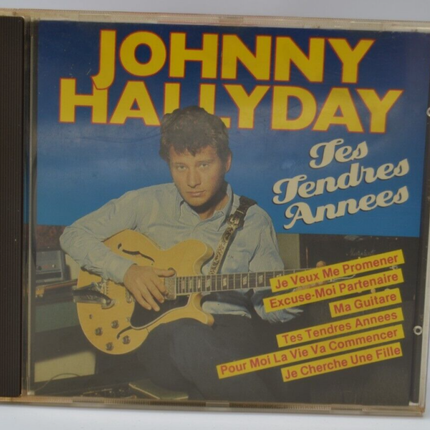 JOHNNY
HALLYDAY
Tes
Tendres
Annees
Je Veux Me Promener
Excuse-Moi Partenaire
Ma Guitare
Tes Tendres Annees
Pour Moi La Vie Va Commencer
Je Cherche Une Fille